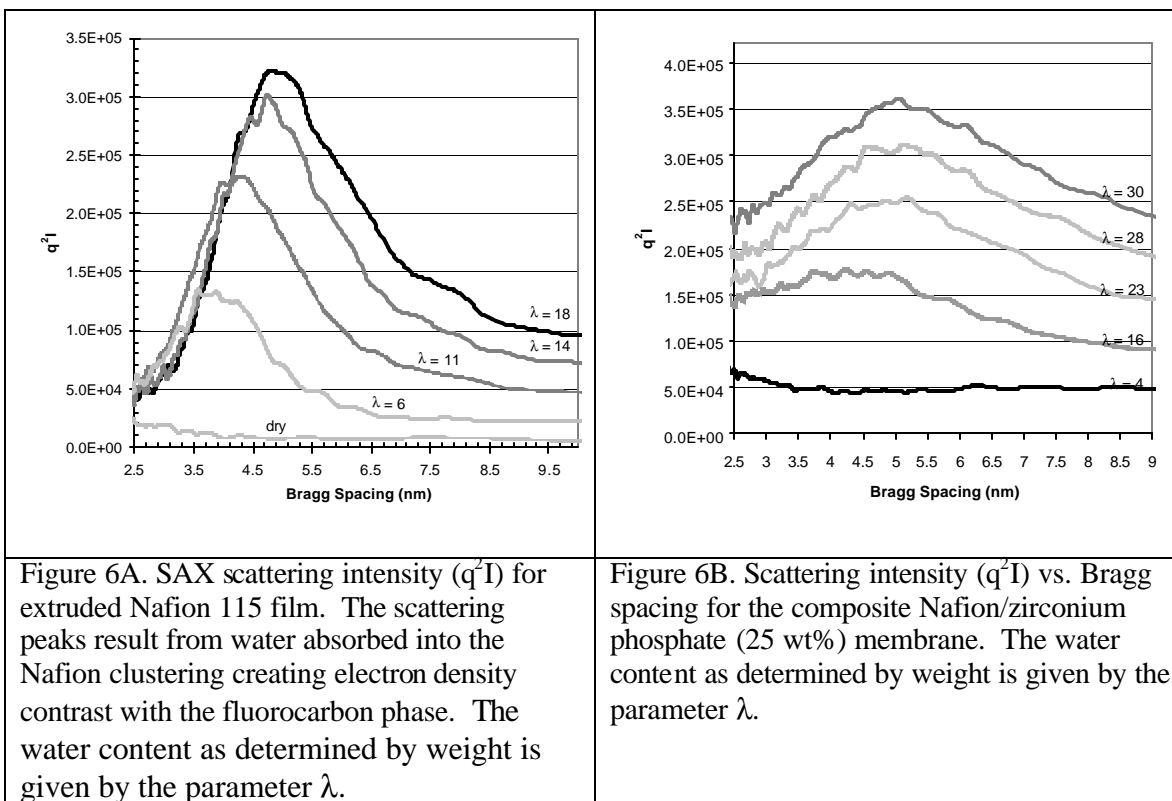 3.5E+05
3.0E+05
2.5E+05
2.0E+05
1.5E+05
1.0E+05
5.0E+04
0.0E+00
q²I
λ = 18
λ = 14
λ = 11
λ = 6
dry
2.5 3.5 4.5 5.5 6.5 7.5 8.5 9.5
Bragg Spacing (nm)
4.0E+05
3.5E+05
3.0E+05
2.5E+05
2.0E+05
1.5E+05
1.0E+05
5.0E+04
0.0E+00
q²I
λ = 30
λ = 28
λ = 23
λ = 16
λ = 4
2.5 3 3.5 4 4.5 5 5.5 6 6.5 7 7.5 8 8.5 9
Bragg Spacing (nm)
Figure 6A. SAX scattering intensity (q²I) for
extruded Nafion 115 film. The scattering
peaks result from water absorbed into the
Nafion clustering creating electron density
contrast with the fluorocarbon phase. The
water content as determined by weight is
given by the parameter λ.
Figure 6B. Scattering intensity (q²I) vs. Bragg
spacing for the composite Nafion/zirconium
phosphate (25 wt%) membrane. The water
content as determined by weight is given by the
parameter λ.